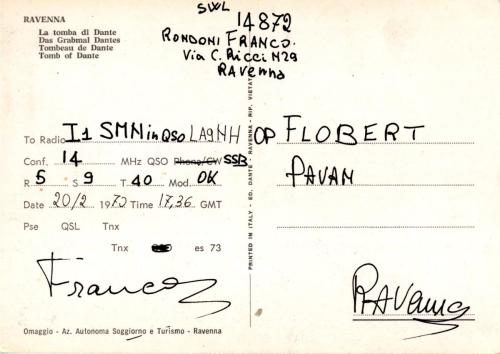 RAVENNA
La tomba di Dante
Das Grabmal Dantes
Tombeau de Dante
Tomb of Dante
SWL
14872
RONDONI FRANCO.
Via C. Ricci N29
RAVENNA
To Radio I1 SMN in QSO LA9NH OP FLOBERT
Conf. 14 MHz QSO Phone/CW SSB PAVAN
R 5 S 9 T 40 Mod. OK
Date 20/2 1970 Time 17,36 GMT
Pse QSL Tnx
Tnx es 73
Franco
RAVenna
Omaggio - Az. Autonoma Soggiorno e Turismo - Ravenna
PRINTED IN ITALY - ED. DANTE - RAVENNA - RIP. VIETAT